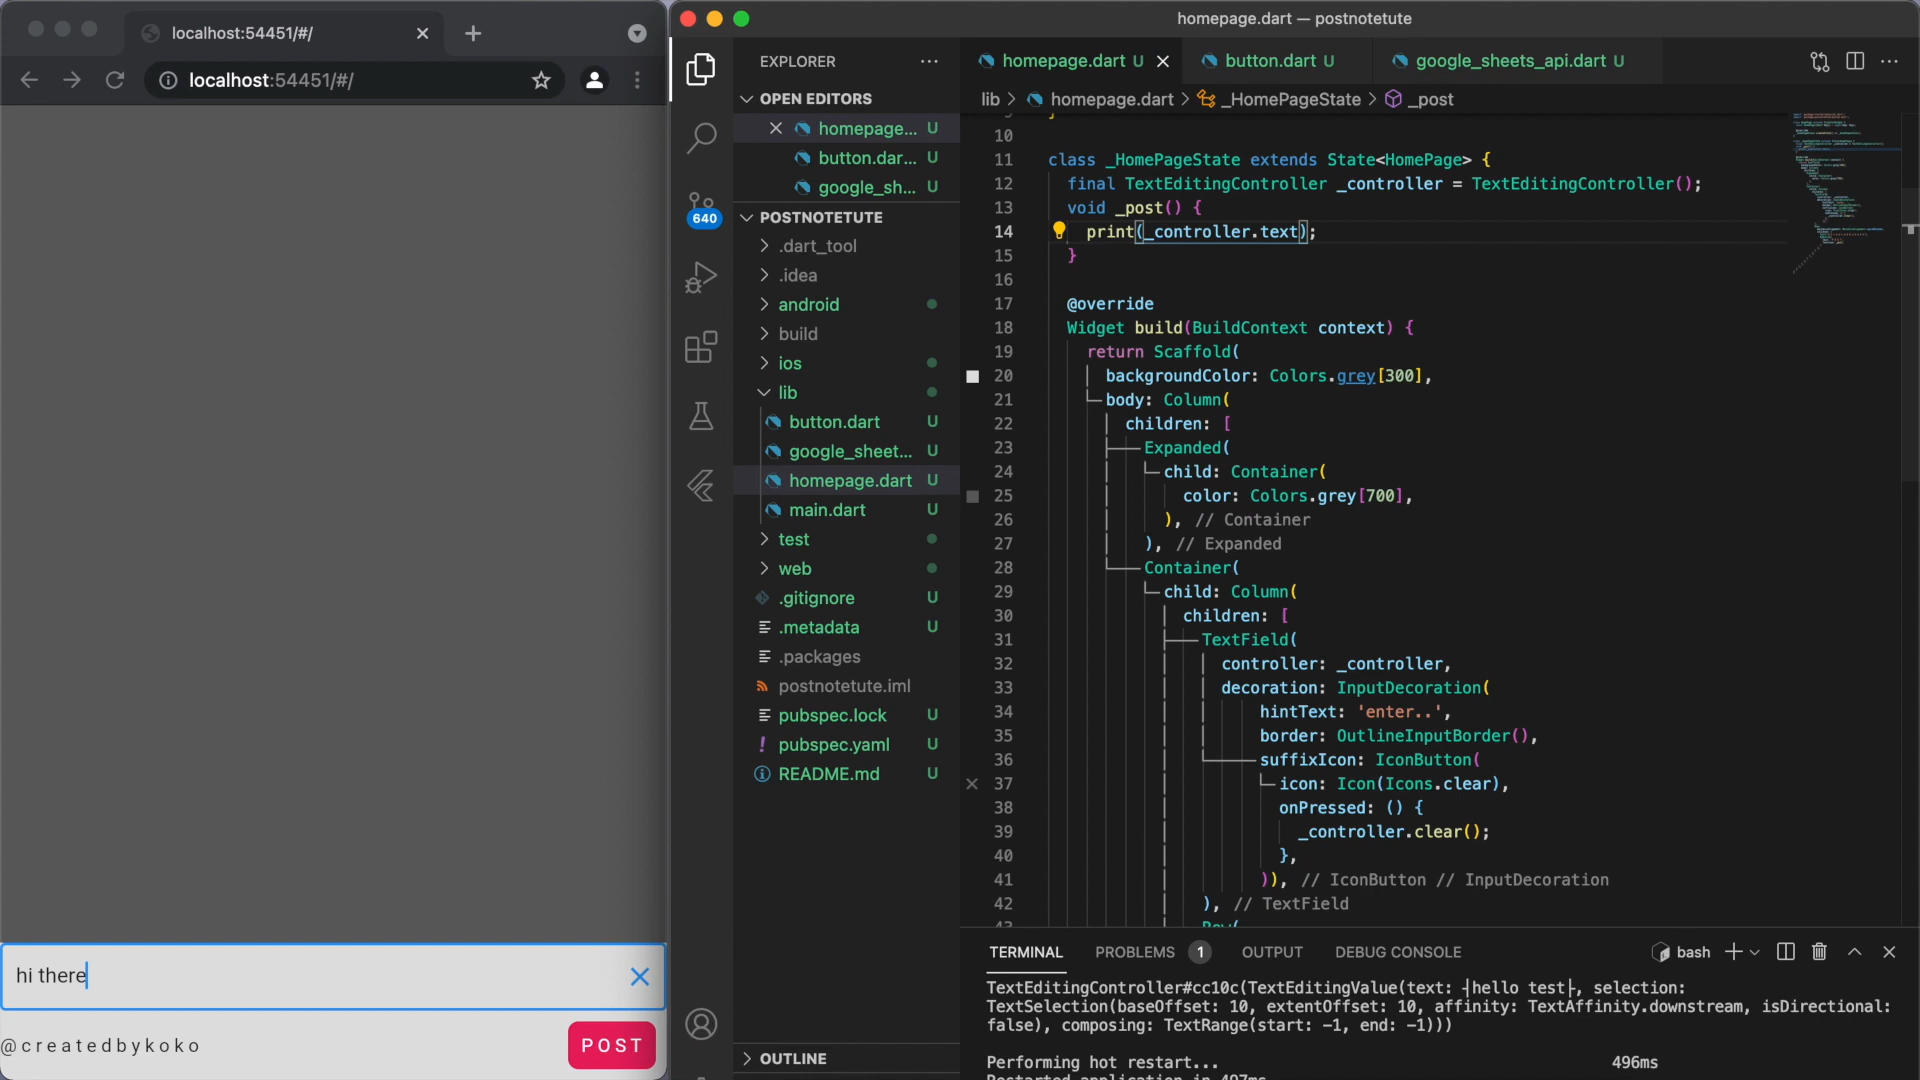 localhost:54451/#/
localhost:54451/#/
hi there
@createdbykoko
POST
homepage.dart — postnotetute
EXPLORER
OPEN EDITORS
homepage... U
button.dar... U
google_sh... U
POSTNOTETUTE
.dart_tool
.idea
android
build
ios
lib
button.dart U
google_sheet... U
homepage.dart U
main.dart U
test
web
.gitignore U
.metadata U
.packages
postnotetute.iml
pubspec.lock U
pubspec.yaml U
README.md U
OUTLINE
640
homepage.dart U
button.dart U
google_sheets_api.dart U
lib > homepage.dart > _HomePageState > _post
10
11 class _HomePageState extends State<HomePage> {
12 final TextEditingController _controller = TextEditingController();
13 void _post() {
14 print(_controller.text);
15 }
16
17 @override
18 Widget build(BuildContext context) {
19 return Scaffold(
20 backgroundColor: Colors.grey[300],
21 body: Column(
22 children: [
23 Expanded(
24 child: Container(
25 color: Colors.grey[700],
26 ), // Container
27 ), // Expanded
28 Container(
29 child: Column(
30 children: [
31 TextField(
32 controller: _controller,
33 decoration: InputDecoration(
34 hintText: 'enter..',
35 border: OutlineInputBorder(),
36 suffixIcon: IconButton(
37 icon: Icon(Icons.clear),
38 onPressed: () {
39 _controller.clear();
40 },
41 )), // IconButton // InputDecoration
42 ), // TextField
43 Row(
TERMINAL PROBLEMS 1 OUTPUT DEBUG CONSOLE
bash
TextEditingController#cc10c(TextEditingValue(text: ┤hello test├, selection:
TextSelection(baseOffset: 10, extentOffset: 10, affinity: TextAffinity.downstream, isDirectional:
false), composing: TextRange(start: -1, end: -1)))
Performing hot restart... 496ms
Restarted application in 497ms.